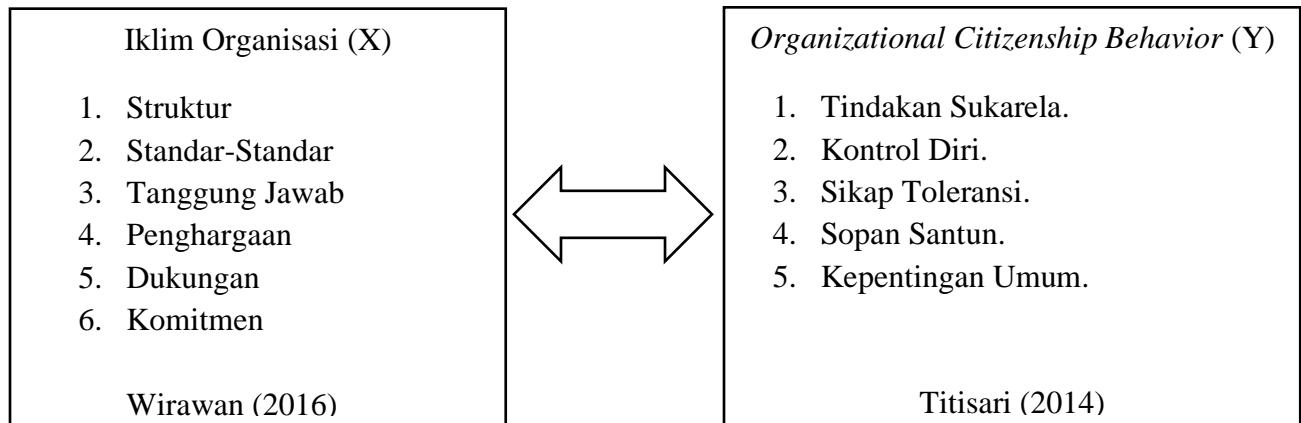 Iklim Organisasi (X)
1. Struktur
2. Standar-Standar
3. Tanggung Jawab
4. Penghargaan
5. Dukungan
6. Komitmen
Wirawan (2016)
Organizational Citizenship Behavior (Y)
1. Tindakan Sukarela.
2. Kontrol Diri.
3. Sikap Toleransi.
4. Sopan Santun.
5. Kepentingan Umum.
Titisari (2014)